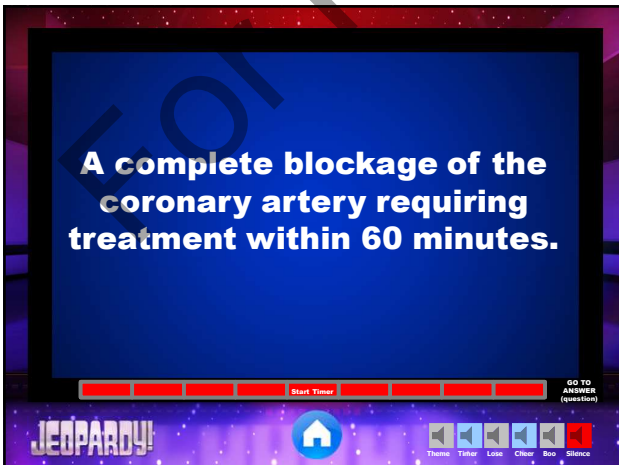 For
A complete blockage of the
coronary artery requiring
treatment within 60 minutes.
Start Timer
GO TO
ANSWER
(question)
JEOPARDY!
Theme Timer Lose Cheer Boo Silence